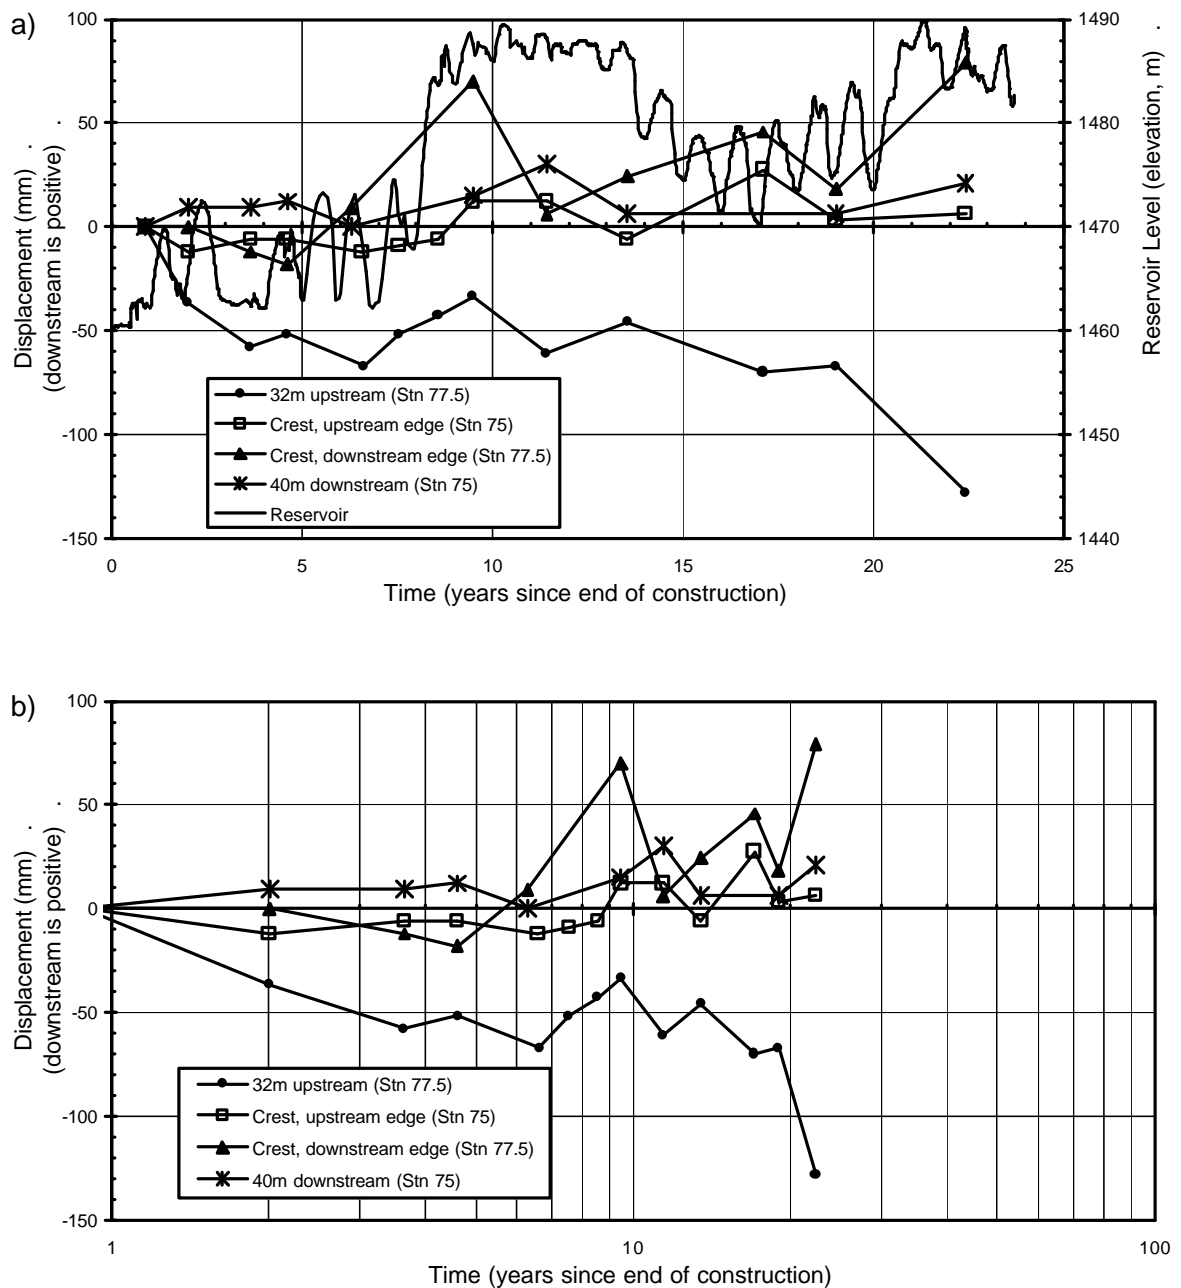 a)
100
50
0
-50
-100
-150
Displacement (mm) .
(downstream is positive) .
1490
1480
1470
1460
1450
1440
Reservoir Level (elevation, m) .
32m upstream (Stn 77.5)
Crest, upstream edge (Stn 75)
Crest, downstream edge (Stn 77.5)
40m downstream (Stn 75)
Reservoir
0 5 10 15 20 25
Time (years since end of construction)
b)
100
50
0
-50
-100
-150
Displacement (mm) .
(downstream is positive) .
32m upstream (Stn 77.5)
Crest, upstream edge (Stn 75)
Crest, downstream edge (Stn 77.5)
40m downstream (Stn 75)
1 10 100
Time (years since end of construction)